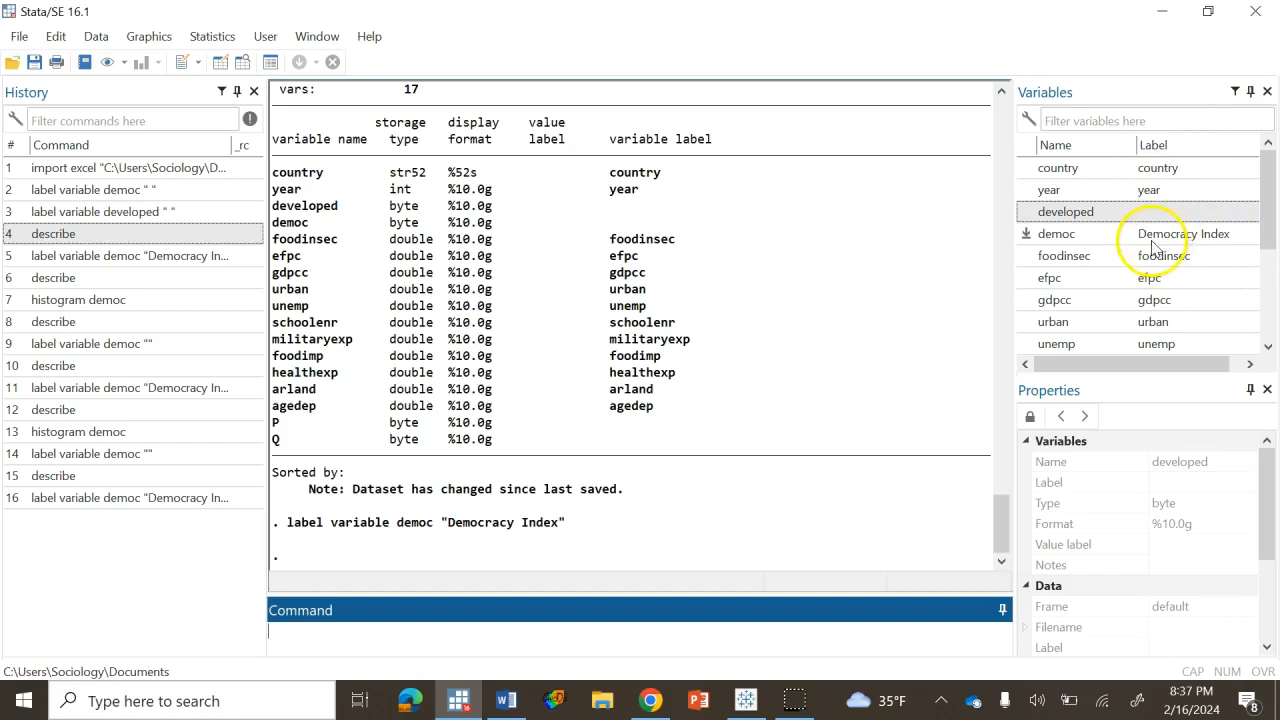 Stata/SE 16.1
File Edit Data Graphics Statistics User Window Help
History
Filter commands here
# Command _rc
1 import excel "C:\Users\Sociology\D...
2 label variable democ " "
3 label variable developed " "
4 describe
5 label variable democ "Democracy In...
6 describe
7 histogram democ
8 describe
9 label variable democ ""
10 describe
11 label variable democ "Democracy In...
12 describe
13 histogram democ
14 label variable democ ""
15 describe
16 label variable democ "Democracy In...
vars: 17
storage display value
variable name type format label variable label
country str52 %52s country
year int %10.0g year
developed byte %10.0g
democ byte %10.0g
foodinsec double %10.0g foodinsec
efpc double %10.0g efpc
gdpcc double %10.0g gdpcc
urban double %10.0g urban
unemp double %10.0g unemp
schoolenr double %10.0g schoolenr
militaryexp double %10.0g militaryexp
foodimp double %10.0g foodimp
healthexp double %10.0g healthexp
arland double %10.0g arland
agedep double %10.0g agedep
P byte %10.0g
Q byte %10.0g
Sorted by:
Note: Dataset has changed since last saved.
. label variable democ "Democracy Index"
.
Command
Variables
Filter variables here
Name Label
country country
year year
developed
democ Democracy Index
foodinsec foodinsec
efpc efpc
gdpcc gdpcc
urban urban
unemp unemp
Properties
Variables
Name developed
Label
Type byte
Format %10.0g
Value label
Notes
Data
Frame default
Filename
Label
C:\Users\Sociology\Documents
CAP NUM OVR
Type here to search
35°F
8:37 PM
2/16/2024
8